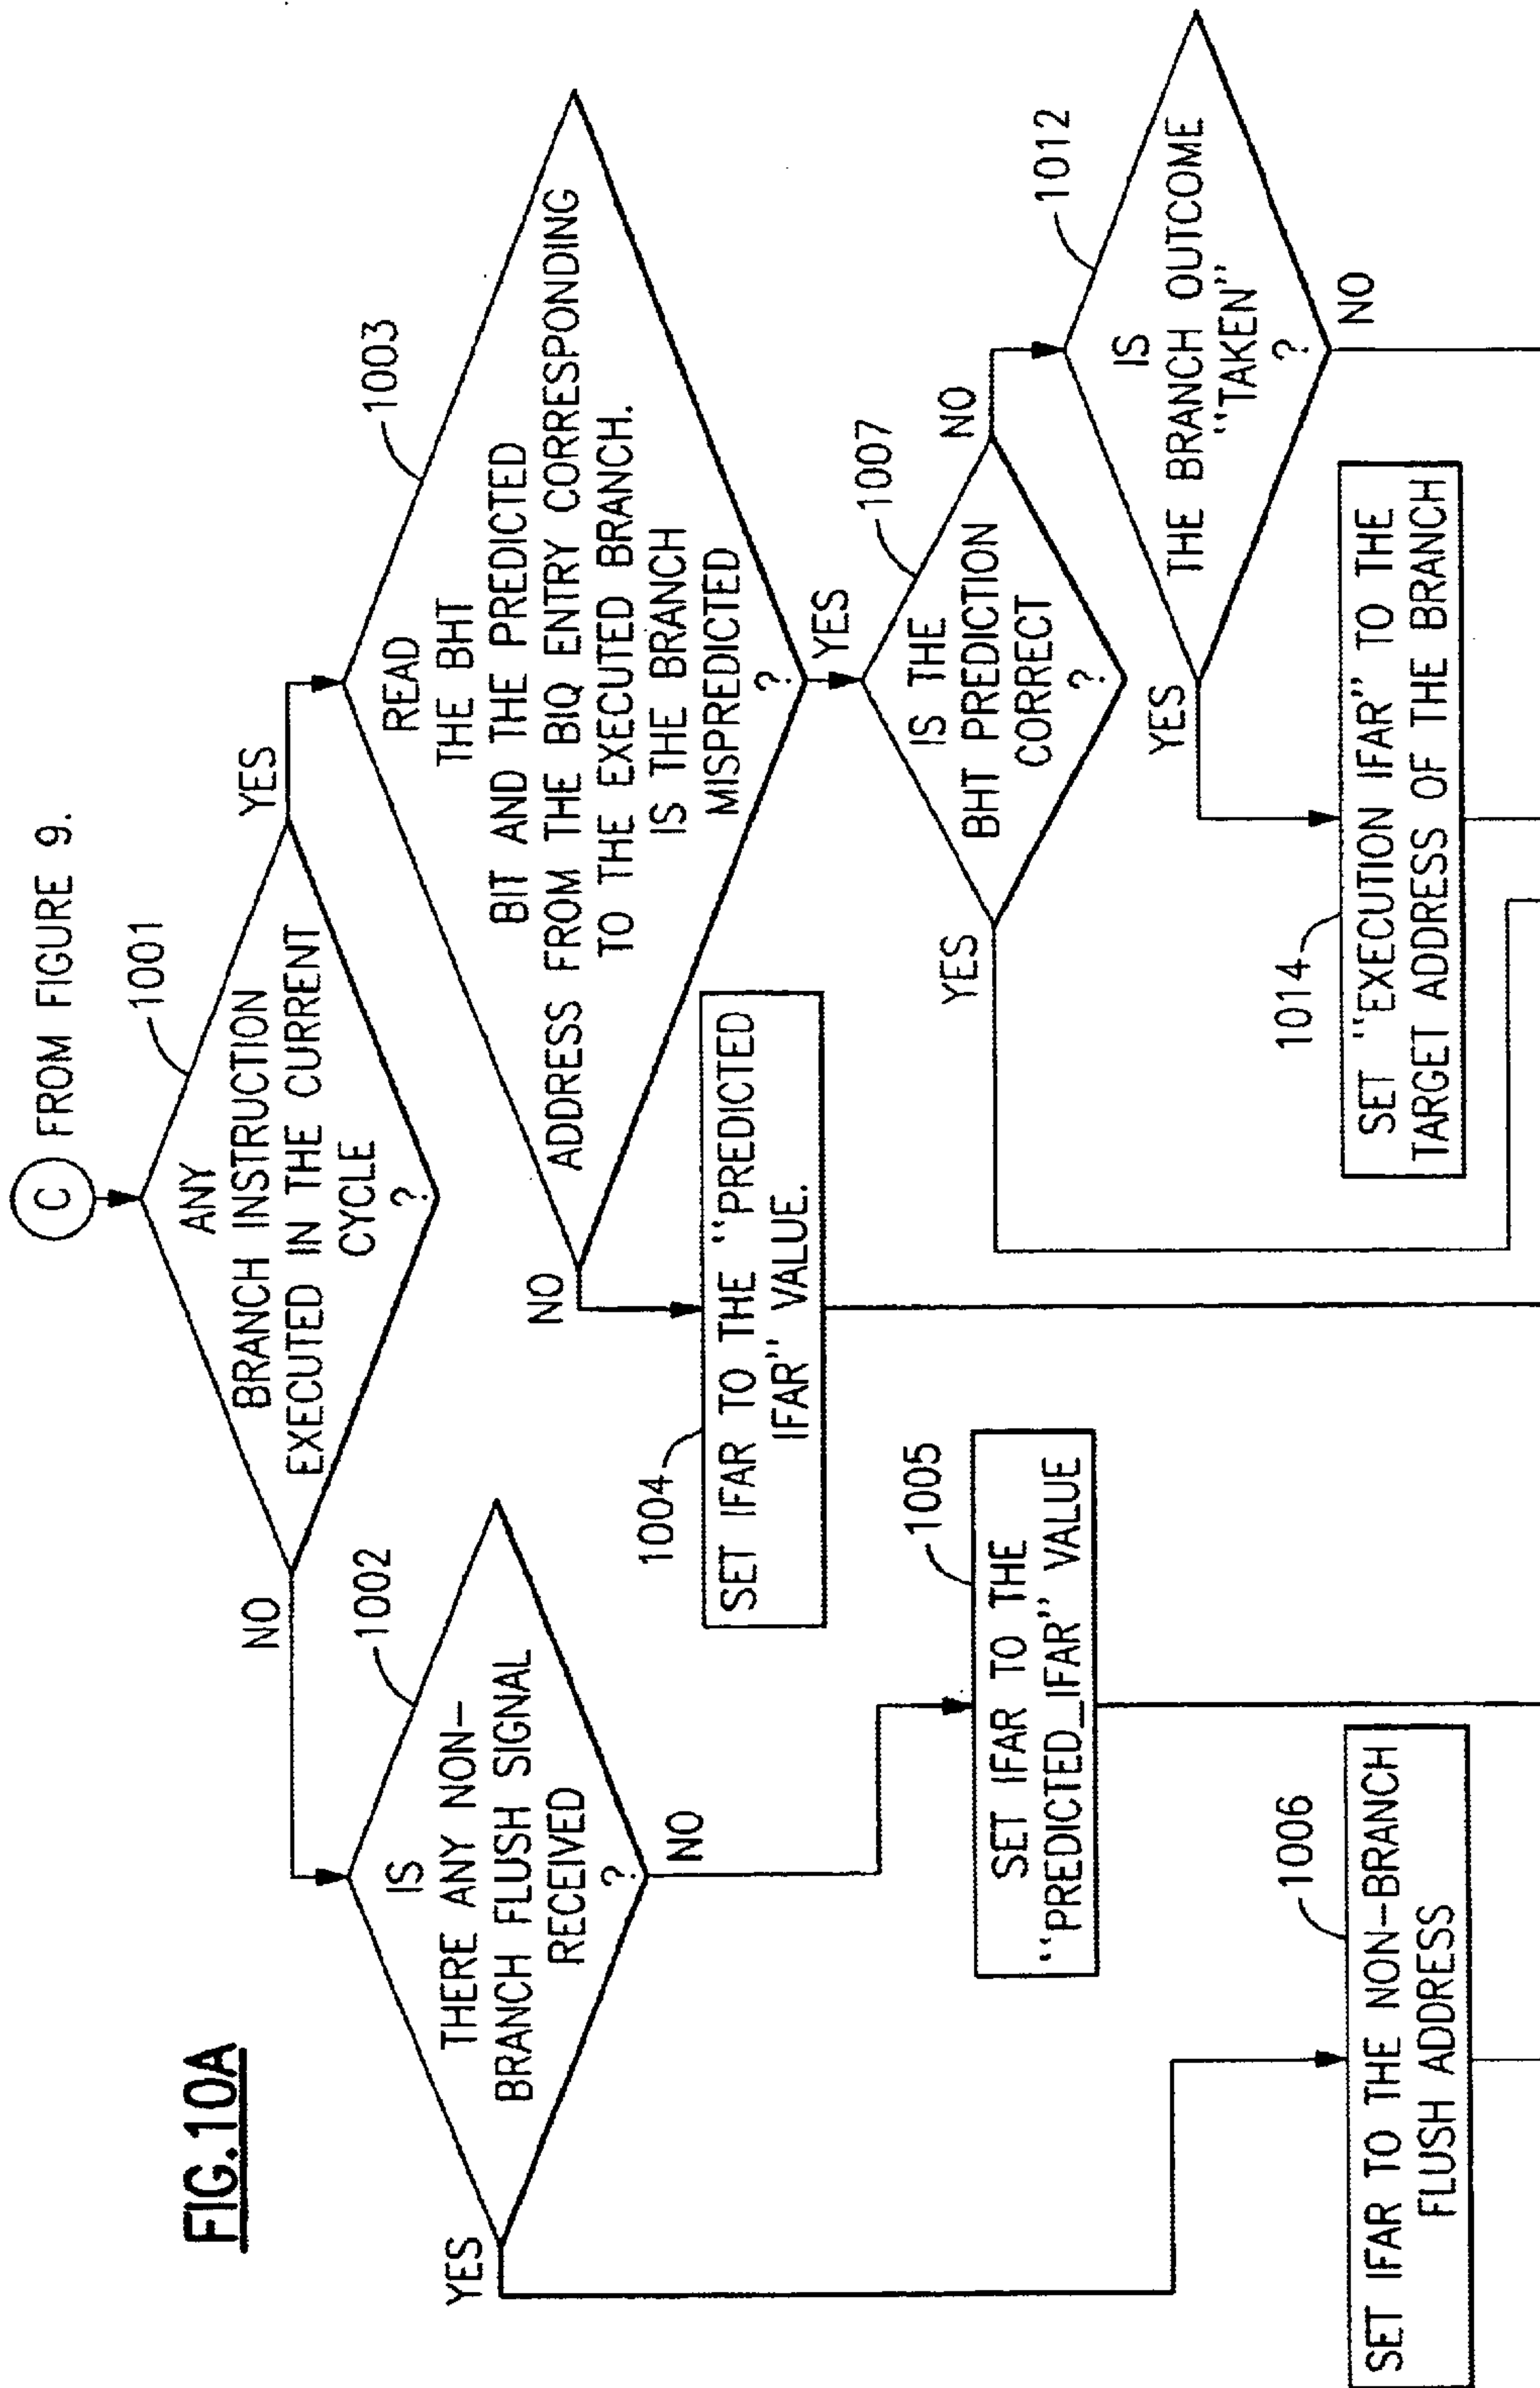 FIG.10A
C FROM FIGURE 9.
1001
ANY
BRANCH INSTRUCTION
EXECUTED IN THE CURRENT
CYCLE
?
NO
YES
1002
IS
THERE ANY NON-
BRANCH FLUSH SIGNAL
RECEIVED
?
YES
NO
1003
READ
THE BHT
BIT AND THE PREDICTED
ADDRESS FROM THE BIQ ENTRY CORRESPONDING
TO THE EXECUTED BRANCH.
IS THE BRANCH
MISPREDICTED
?
NO
YES
1004
SET IFAR TO THE "PREDICTED
IFAR" VALUE.
1005
SET IFAR TO THE
"PREDICTED_IFAR" VALUE
1006
SET IFAR TO THE NON-BRANCH
FLUSH ADDRESS
1007
IS THE
BHT PREDICTION
CORRECT
?
YES
NO
1012
IS
THE BRANCH OUTCOME
"TAKEN"
?
YES
NO
1014
SET "EXECUTION IFAR" TO THE
TARGET ADDRESS OF THE BRANCH